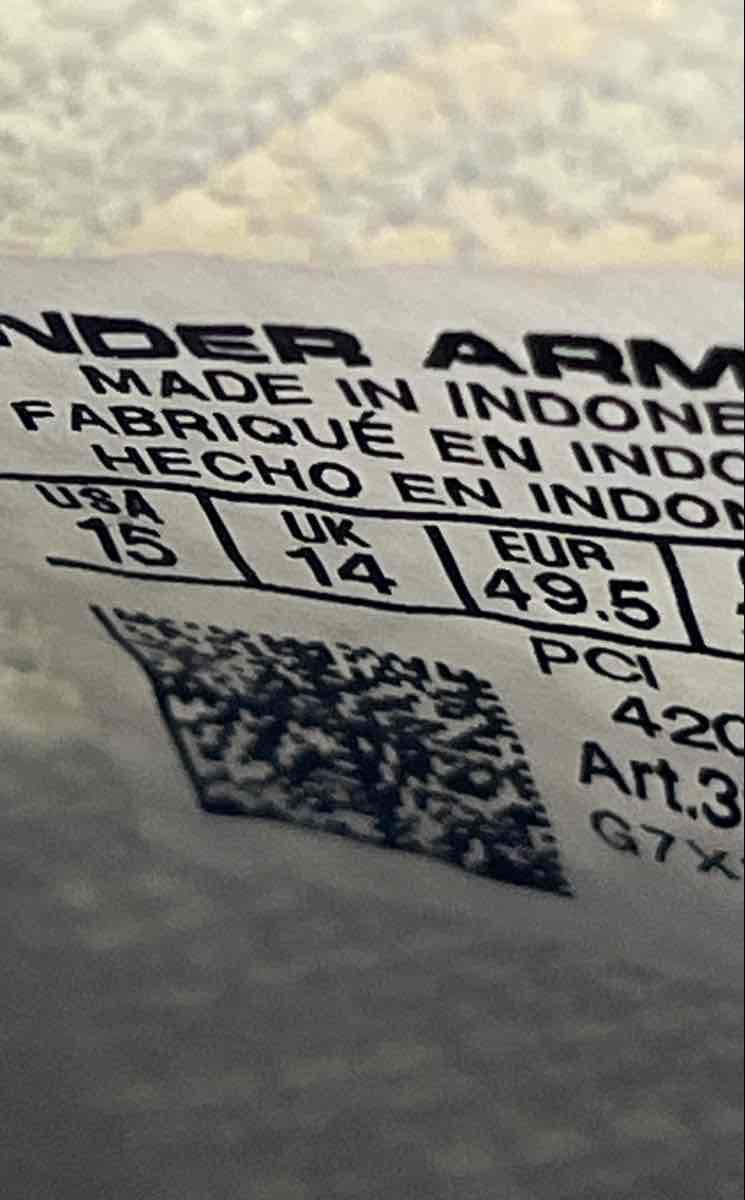 NDER ARM
MADE IN INDONE
FABRIQUÉ EN INDO
HECHO EN INDON
USA UK EUR
15 14 49.5
PCI
420
Art.3
G7X